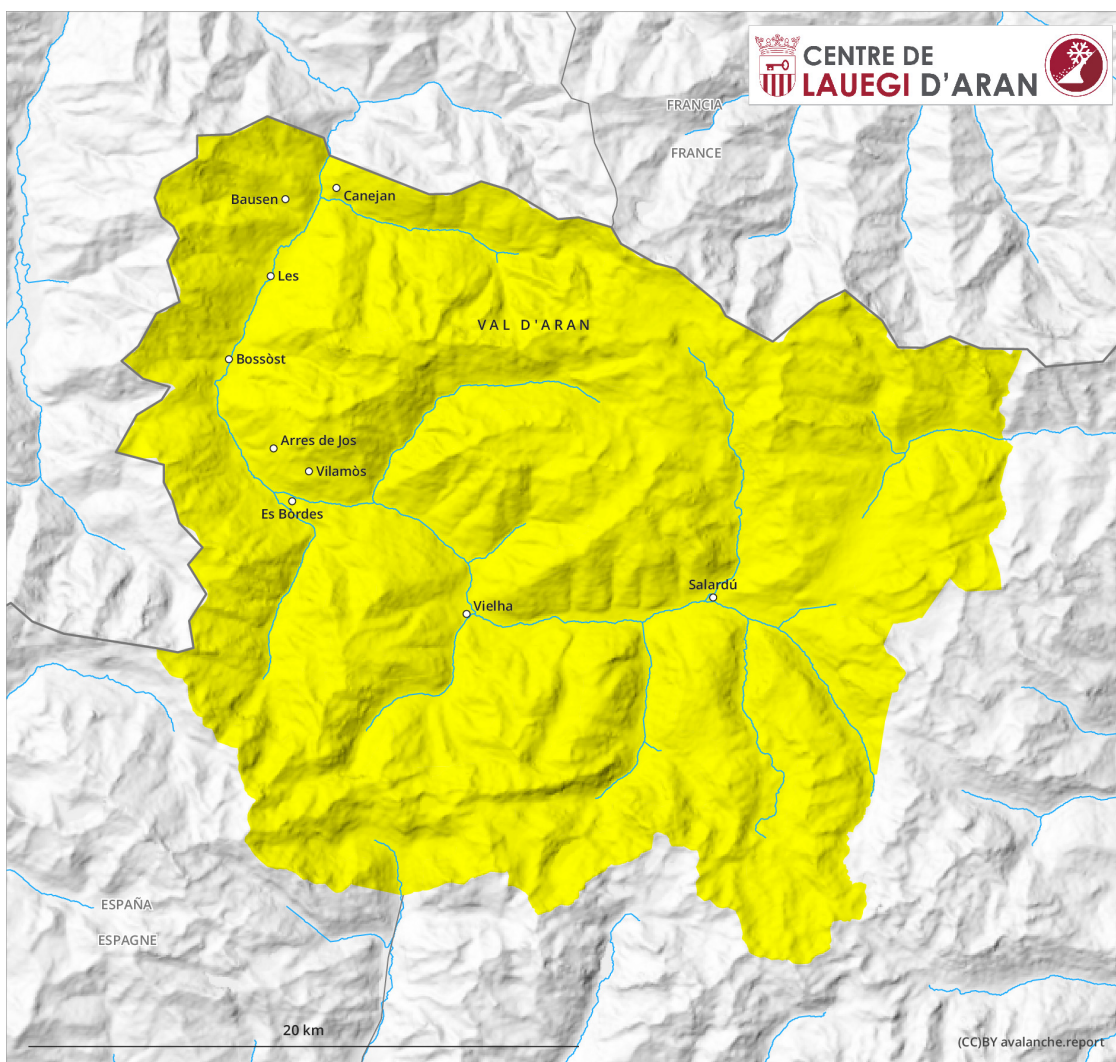 CENTRE DE
LAUEGI D'ARAN
FRANCIA
FRANCE
Bausen
Canejan
Les
VAL D'ARAN
Bossòst
Arres de Jos
Vilamòs
Es Bòrdes
Salardú
Vielha
ESPAÑA
ESPAGNE
20 km
(CC)BY avalanche.report